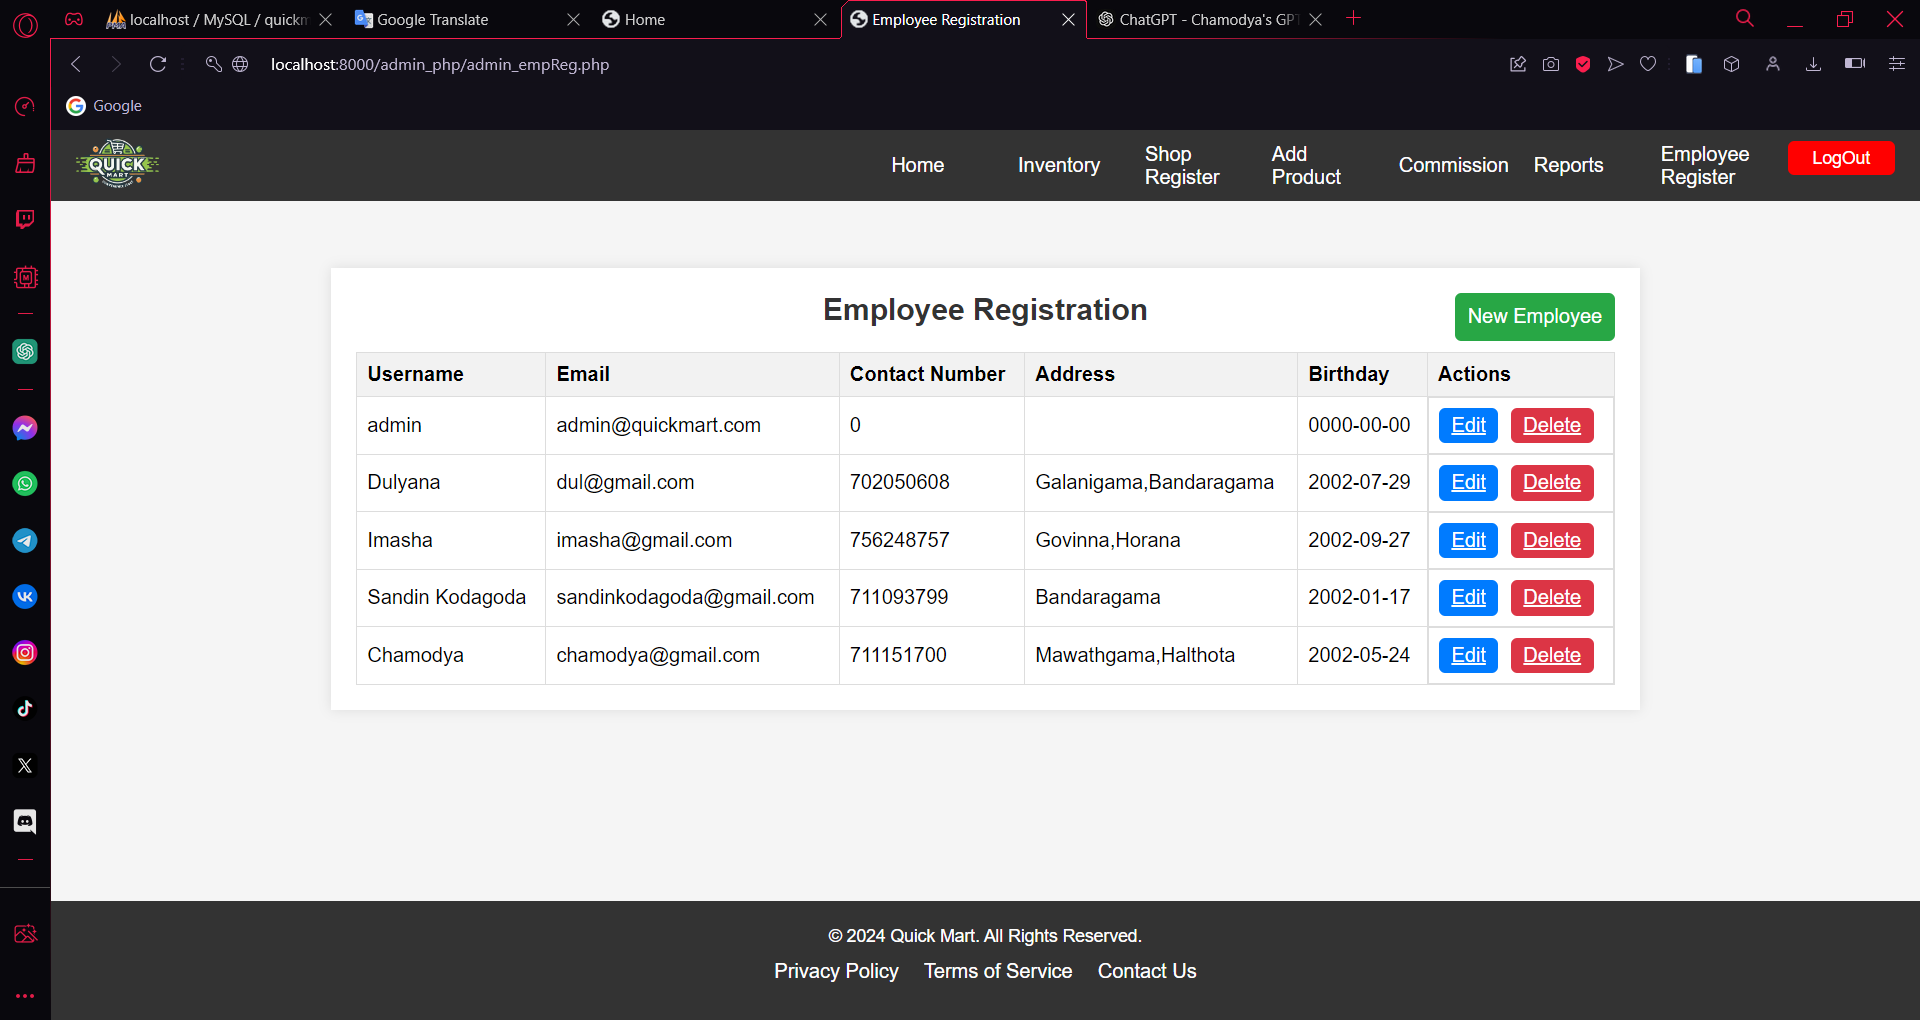 localhost / MySQL / quickm
Google Translate
Home
Employee Registration
ChatGPT - Chamodya's GPT
localhost:8000/admin_php/admin_empReg.php
Google
QUICK
MART
Home
Inventory
Shop
Register
Add
Product
Commission
Reports
Employee
Register
LogOut
Employee Registration
New Employee
Username Email Contact Number Address Birthday Actions
admin admin@quickmart.com 0 0000-00-00 Edit Delete
Dulyana dul@gmail.com 702050608 Galanigama,Bandaragama 2002-07-29 Edit Delete
Imasha imasha@gmail.com 756248757 Govinna,Horana 2002-09-27 Edit Delete
Sandin Kodagoda sandinkodagoda@gmail.com 711093799 Bandaragama 2002-01-17 Edit Delete
Chamodya chamodya@gmail.com 711151700 Mawathgama,Halthota 2002-05-24 Edit Delete
© 2024 Quick Mart. All Rights Reserved.
Privacy Policy Terms of Service Contact Us